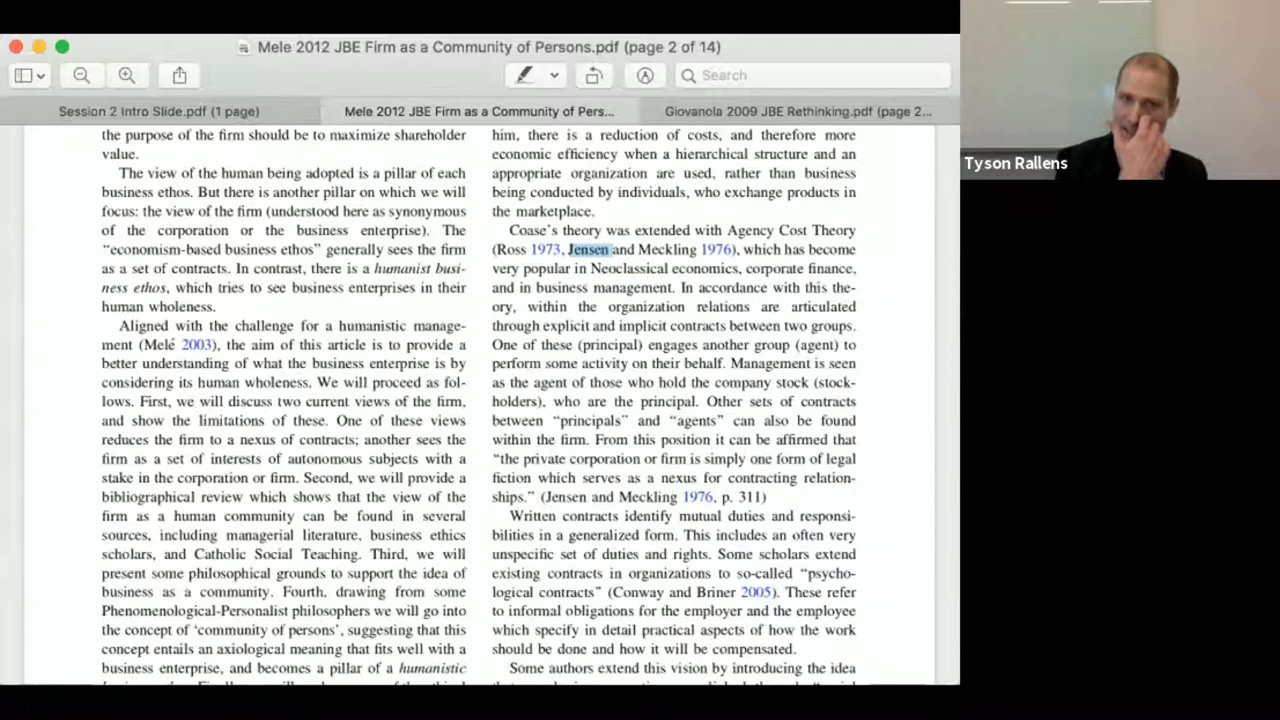 Mele 2012 JBE Firm as a Community of Persons.pdf (page 2 of 14)
Search
Session 2 Intro Slide.pdf (1 page)
Mele 2012 JBE Firm as a Community of Pers...
Giovanola 2009 JBE Rethinking.pdf (page 2...
the purpose of the firm should be to maximize shareholder
value.
The view of the human being adopted is a pillar of each
business ethos. But there is another pillar on which we will
focus: the view of the firm (understood here as synonymous
of the corporation or the business enterprise). The
“economism-based business ethos” generally sees the firm
as a set of contracts. In contrast, there is a humanist busi-
ness ethos, which tries to see business enterprises in their
human wholeness.
Aligned with the challenge for a humanistic manage-
ment (Melé 2003), the aim of this article is to provide a
better understanding of what the business enterprise is by
considering its human wholeness. We will proceed as fol-
lows. First, we will discuss two current views of the firm,
and show the limitations of these. One of these views
reduces the firm to a nexus of contracts; another sees the
firm as a set of interests of autonomous subjects with a
stake in the corporation or firm. Second, we will provide a
bibliographical review which shows that the view of the
firm as a human community can be found in several
sources, including managerial literature, business ethics
scholars, and Catholic Social Teaching. Third, we will
present some philosophical grounds to support the idea of
business as a community. Fourth, drawing from some
Phenomenological-Personalist philosophers we will go into
the concept of ‘community of persons’, suggesting that this
concept entails an axiological meaning that fits well with a
business enterprise, and becomes a pillar of a humanistic
him, there is a reduction of costs, and therefore more
economic efficiency when a hierarchical structure and an
appropriate organization are used, rather than business
being conducted by individuals, who exchange products in
the marketplace.
Coase’s theory was extended with Agency Cost Theory
(Ross 1973, Jensen and Meckling 1976), which has become
very popular in Neoclassical economics, corporate finance,
and in business management. In accordance with this the-
ory, within the organization relations are articulated
through explicit and implicit contracts between two groups.
One of these (principal) engages another group (agent) to
perform some activity on their behalf. Management is seen
as the agent of those who hold the company stock (stock-
holders), who are the principal. Other sets of contracts
between “principals” and “agents” can also be found
within the firm. From this position it can be affirmed that
“the private corporation or firm is simply one form of legal
fiction which serves as a nexus for contracting relation-
ships.” (Jensen and Meckling 1976, p. 311)
Written contracts identify mutual duties and responsi-
bilities in a generalized form. This includes an often very
unspecific set of duties and rights. Some scholars extend
existing contracts in organizations to so-called “psycho-
logical contracts” (Conway and Briner 2005). These refer
to informal obligations for the employer and the employee
which specify in detail practical aspects of how the work
should be done and how it will be compensated.
Some authors extend this vision by introducing the idea
Tyson Rallens